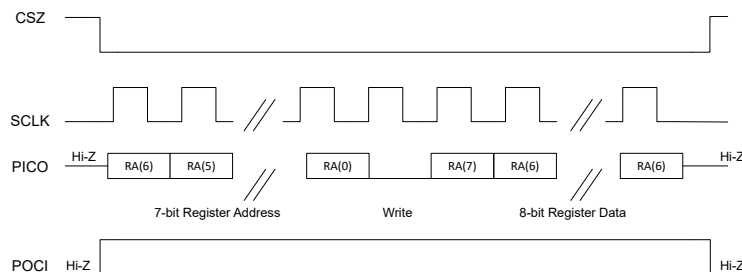 CSZ
SCLK
Hi-Z
Hi-Z
PICO
RA(6)
RA(5)
RA(0)
RA(7)
RA(6)
RA(6)
7-bit Register Address
Write
8-bit Register Data
POCI
Hi-Z
Hi-Z